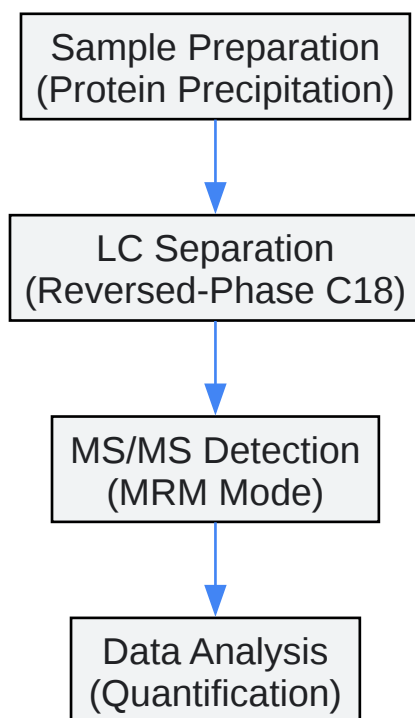 Sample Preparation
(Protein Precipitation)
LC Separation
(Reversed-Phase C18)
MS/MS Detection
(MRM Mode)
Data Analysis
(Quantification)